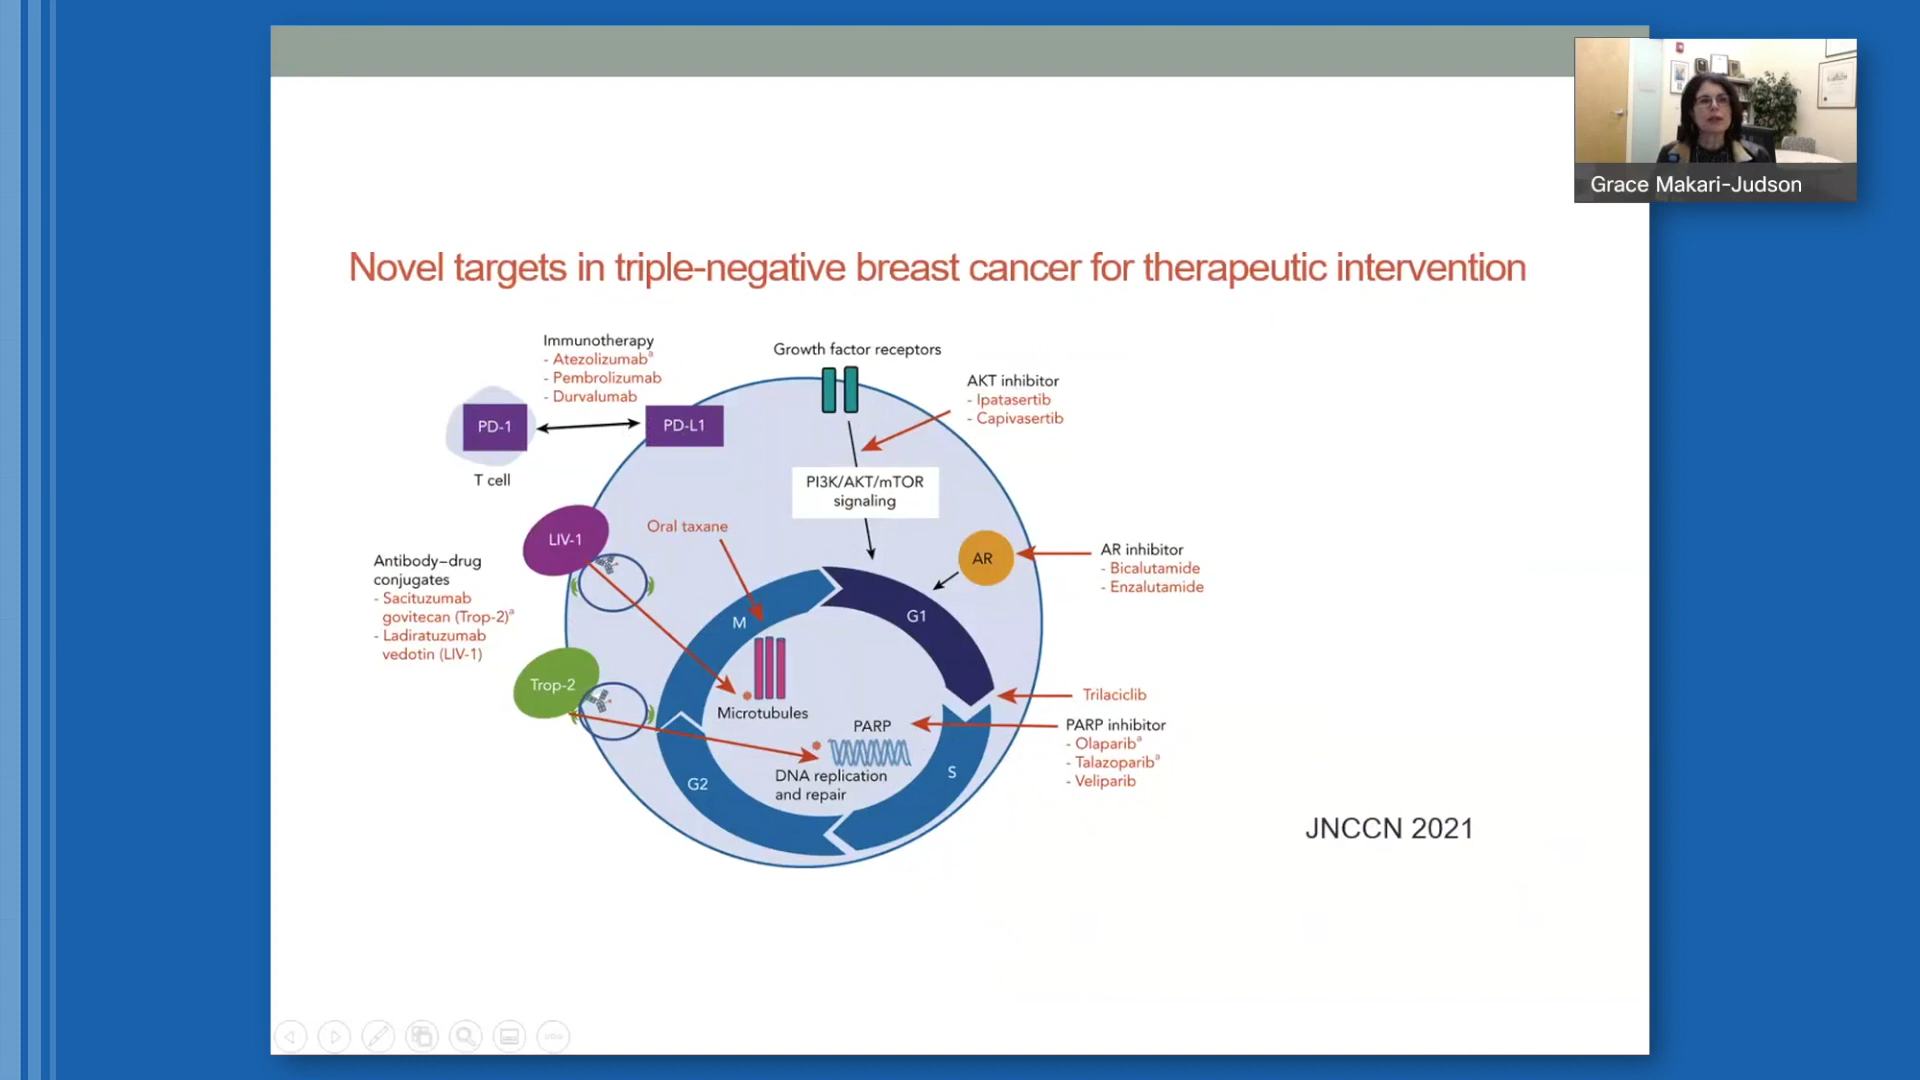 Grace Makari-Judson
Novel targets in triple-negative breast cancer for therapeutic intervention
Immunotherapy
- Atezolizumabᵃ
- Pembrolizumab
- Durvalumab
PD-1
PD-L1
T cell
Growth factor receptors
AKT inhibitor
- Ipatasertib
- Capivasertib
PI3K/AKT/mTOR
signaling
LIV-1
Oral taxane
AR
AR inhibitor
- Bicalutamide
- Enzalutamide
Antibody–drug
conjugates
- Sacituzumab
govitecan (Trop-2)ᵃ
- Ladiratuzumab
vedotin (LIV-1)
M
G1
Trop-2
Microtubules
Trilaciclib
PARP
PARP inhibitor
- Olaparibᵃ
- Talazoparibᵃ
- Veliparib
DNA replication
and repair
G2
S
JNCCN 2021